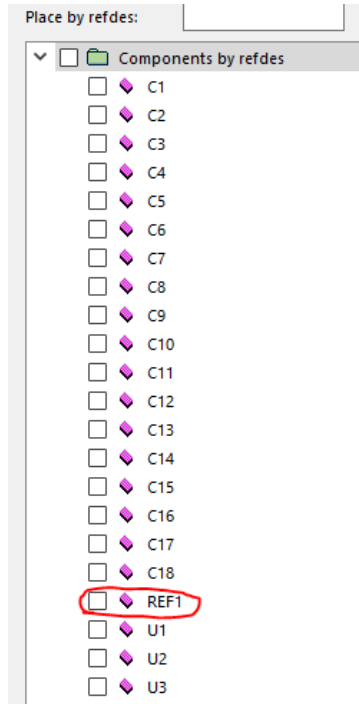 Place by refdes:
Components by refdes
C1
C2
C3
C4
C5
C6
C7
C8
C9
C10
C11
C12
C13
C14
C15
C16
C17
C18
REF1
U1
U2
U3